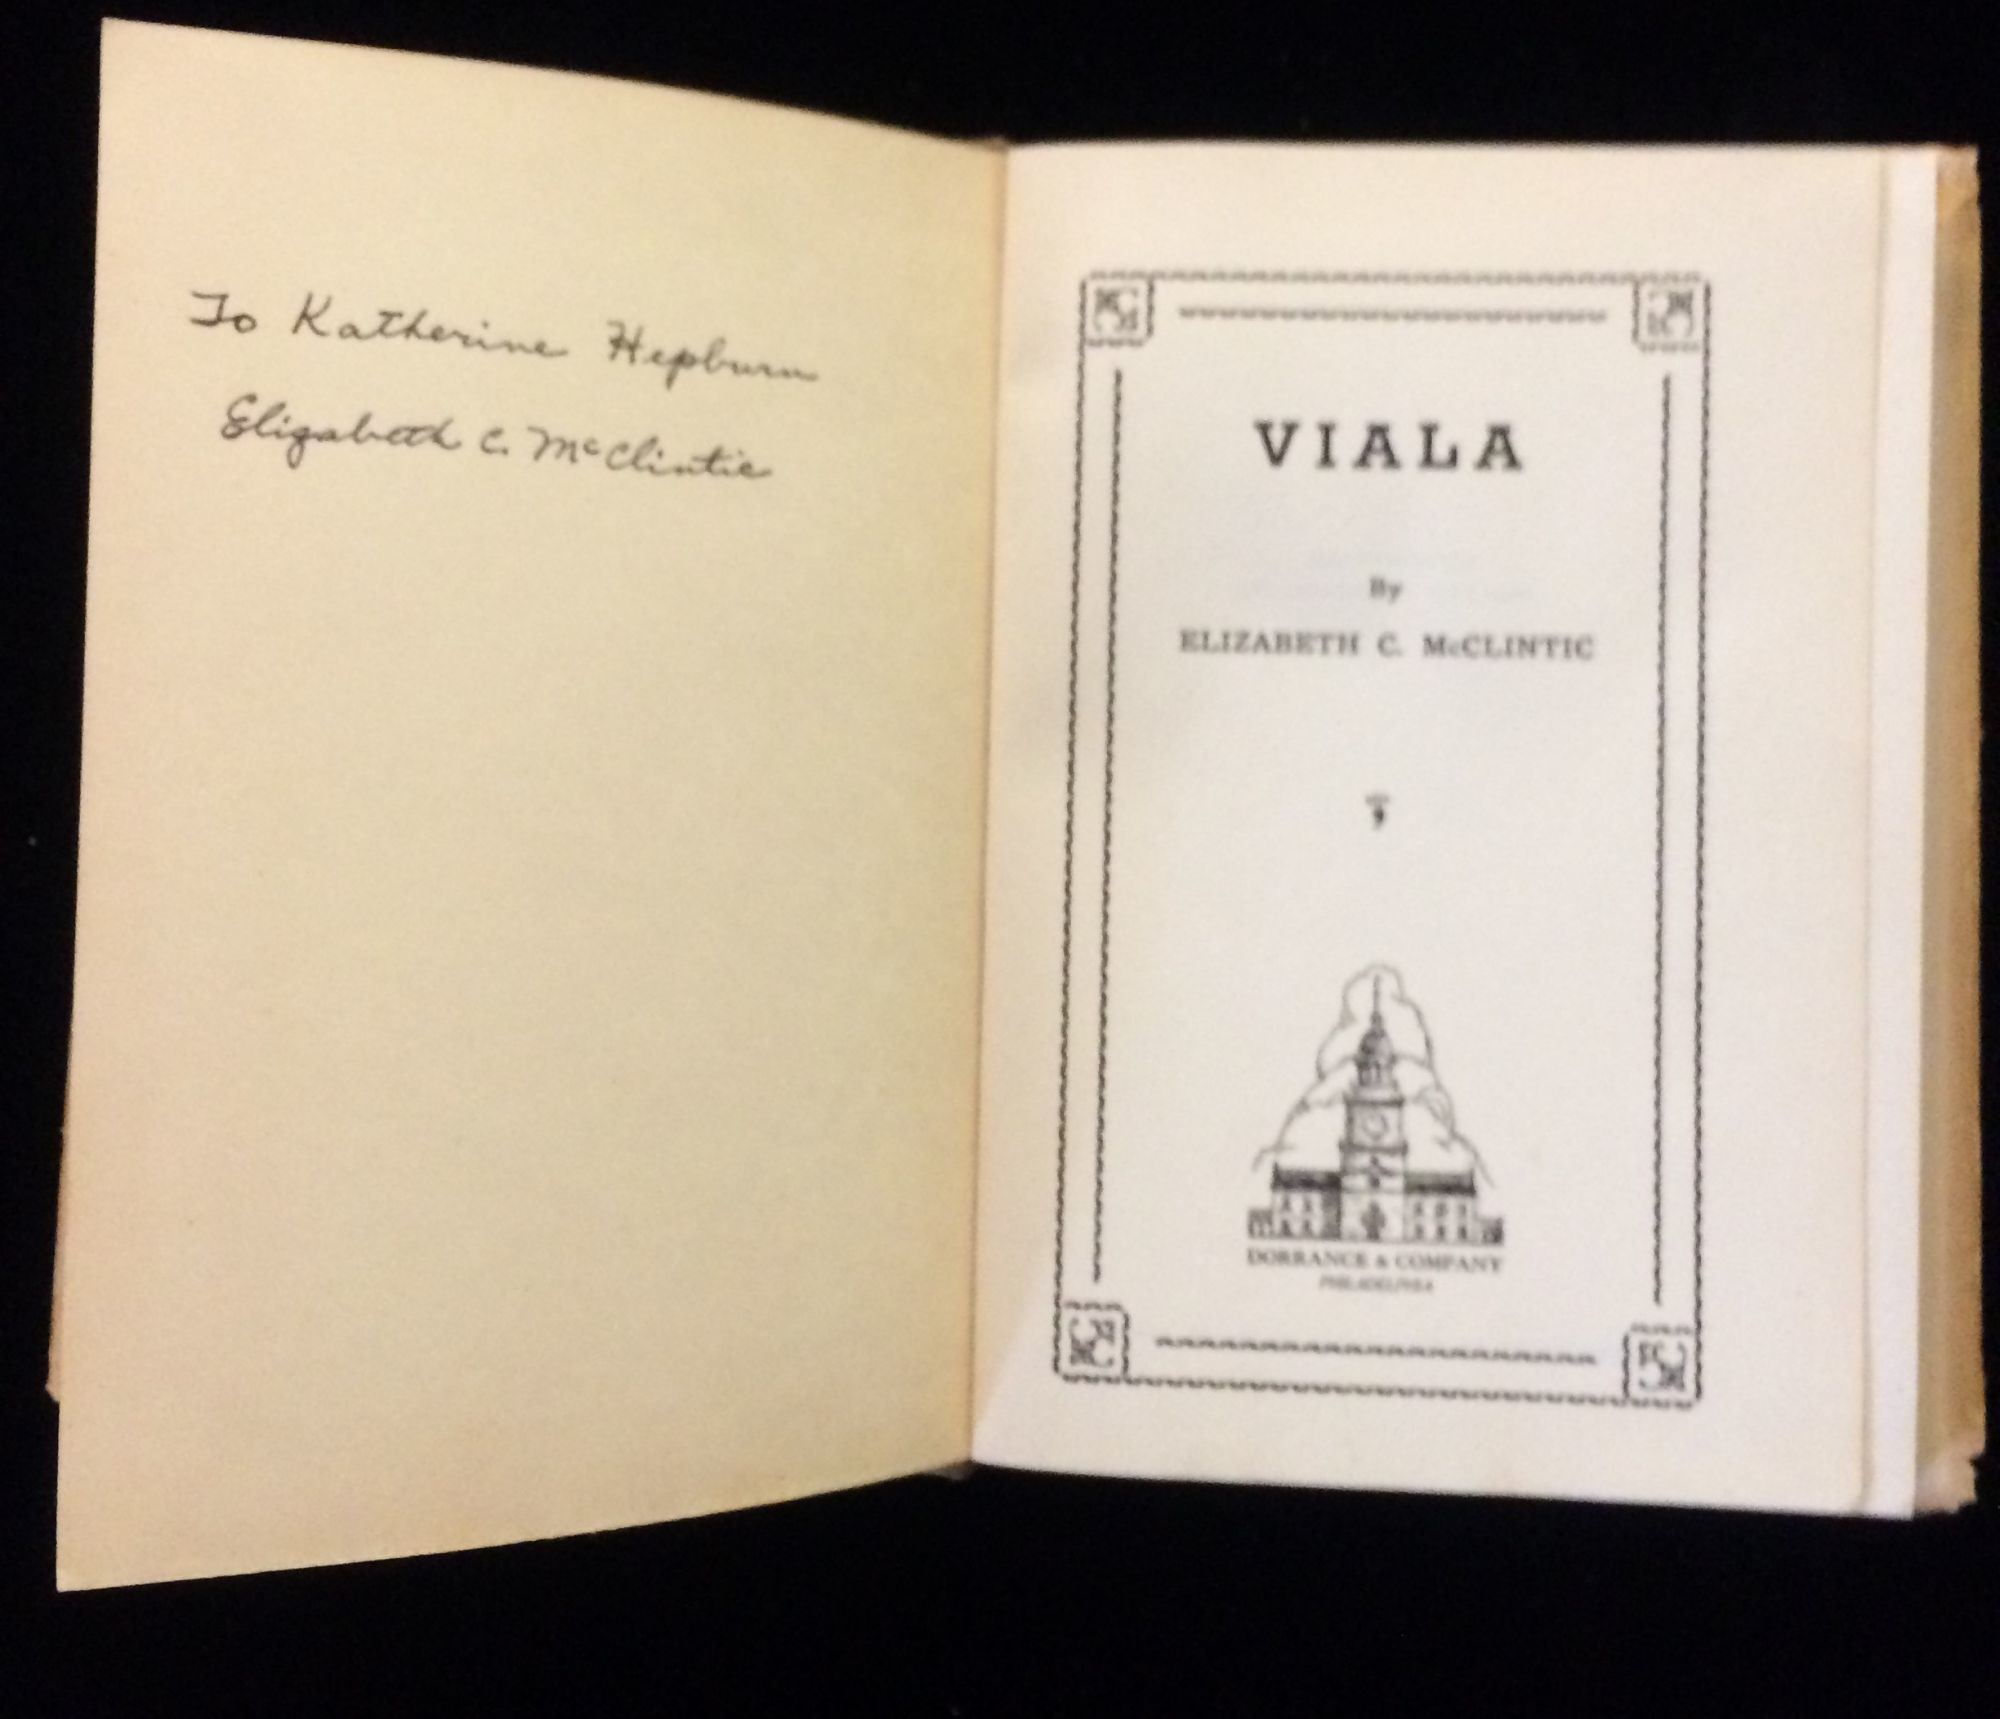 To Katherine Hepburn
Elizabeth C. McClintic
VIALA
By
ELIZABETH C. McCLINTIC
DORRANCE & COMPANY
PHILADELPHIA